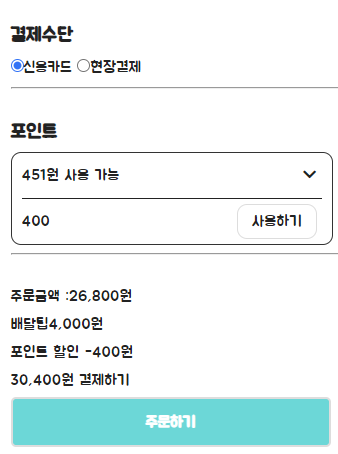 결제수단
신용카드 현장결제
포인트
451원 사용 가능
400 사용하기
주문금액 :26,800원
배달팁4,000원
포인트 할인 -400원
30,400원 결제하기
주문하기